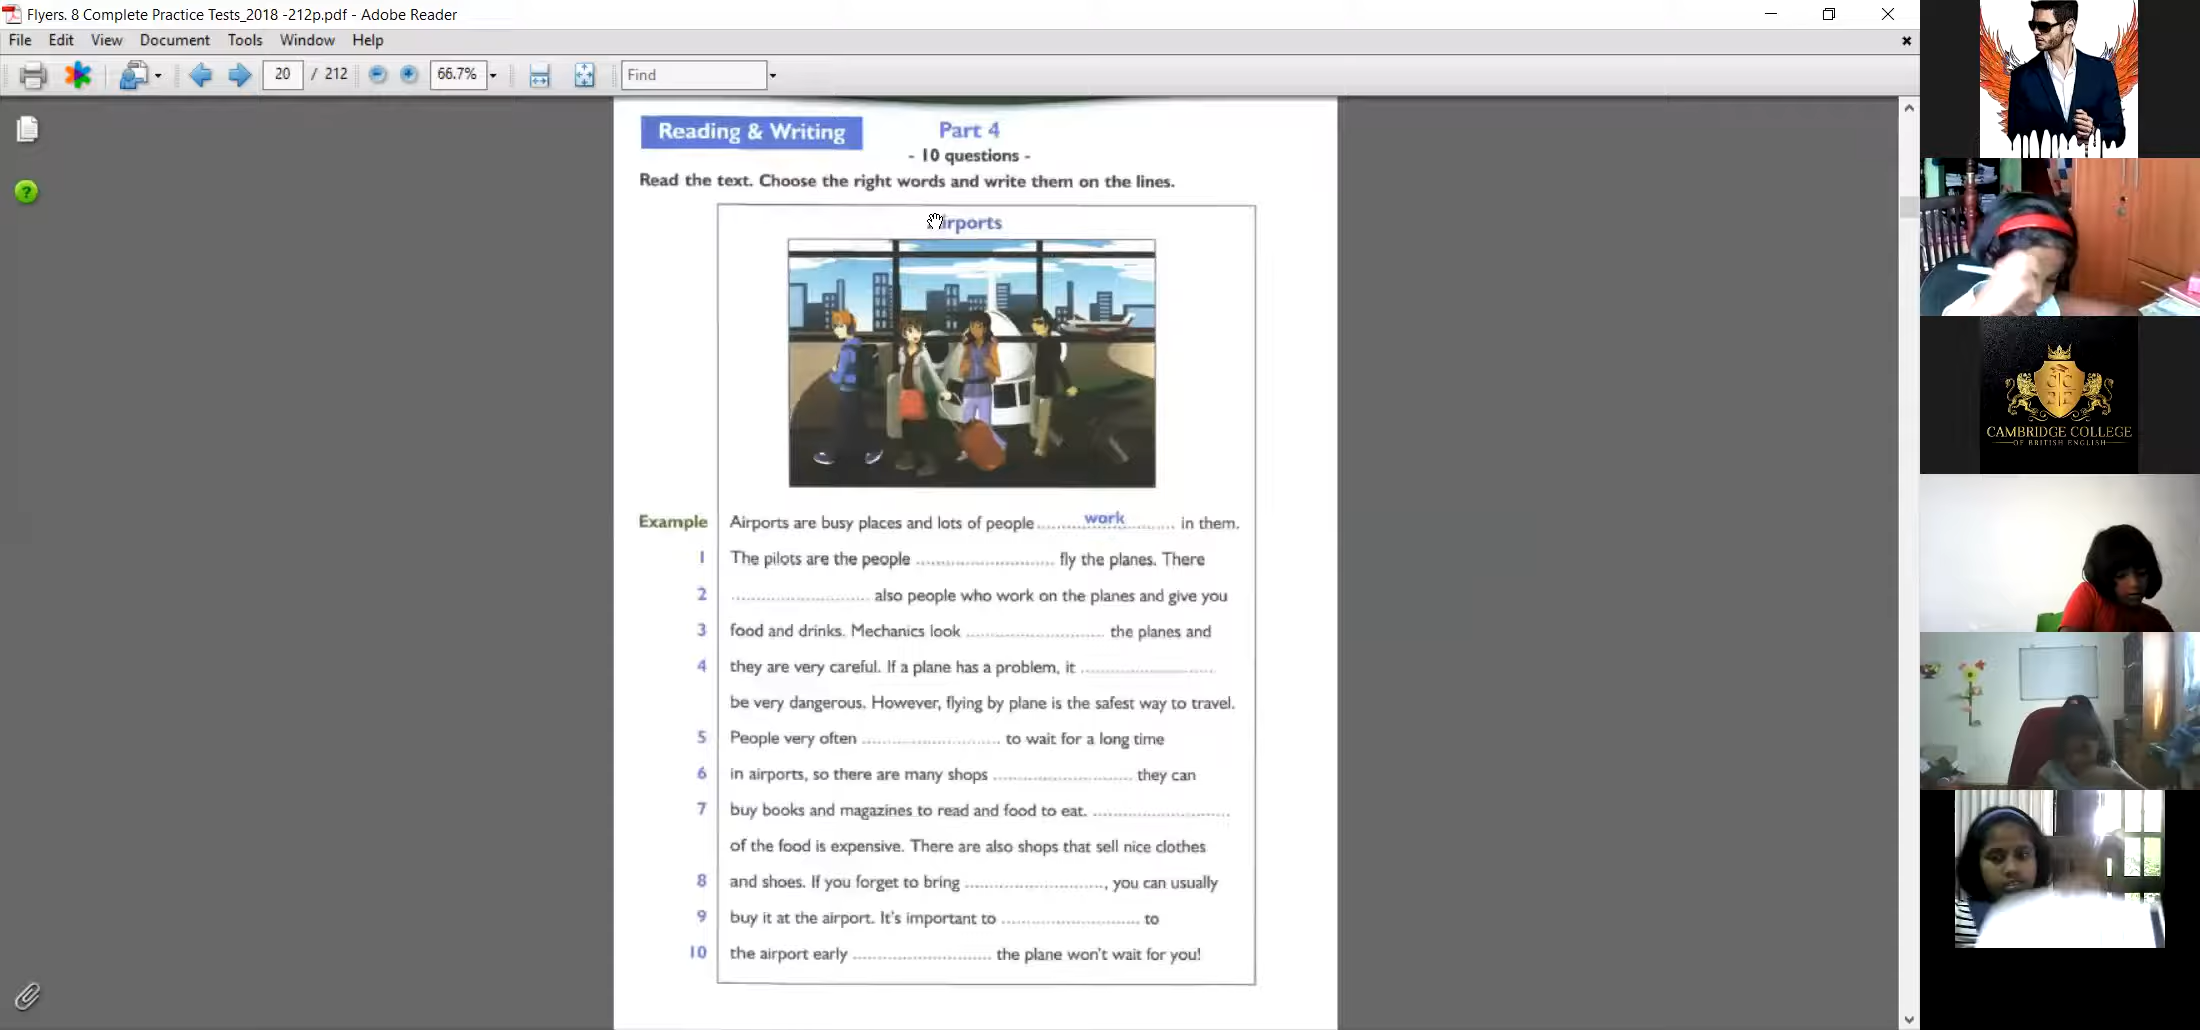 Flyers. 8 Complete Practice Tests_2018 -212p.pdf - Adobe Reader
File Edit View Document Tools Window Help
20 / 212 66.7% Find
Reading & Writing Part 4
- 10 questions -
Read the text. Choose the right words and write them on the lines.
Airports
Example Airports are busy places and lots of people work in them.
1 The pilots are the people .......................... fly the planes. There
2 .......................... also people who work on the planes and give you
3 food and drinks. Mechanics look .......................... the planes and
4 they are very careful. If a plane has a problem, it ..........................
be very dangerous. However, flying by plane is the safest way to travel.
5 People very often .......................... to wait for a long time
6 in airports, so there are many shops .......................... they can
7 buy books and magazines to read and food to eat. ..........................
of the food is expensive. There are also shops that sell nice clothes
8 and shoes. If you forget to bring .........................., you can usually
9 buy it at the airport. It's important to .......................... to
10 the airport early .......................... the plane won't wait for you!
CAMBRIDGE COLLEGE
OF BRITISH ENGLISH